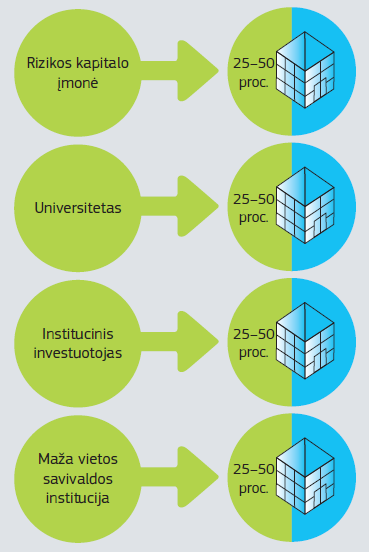 Rizikos kapitalo
įmonė
25–50
proc.
Universitetas
25–50
proc.
Institucinis
investuotojas
25–50
proc.
Maža vietos
savivaldos
institucija
25–50
proc.